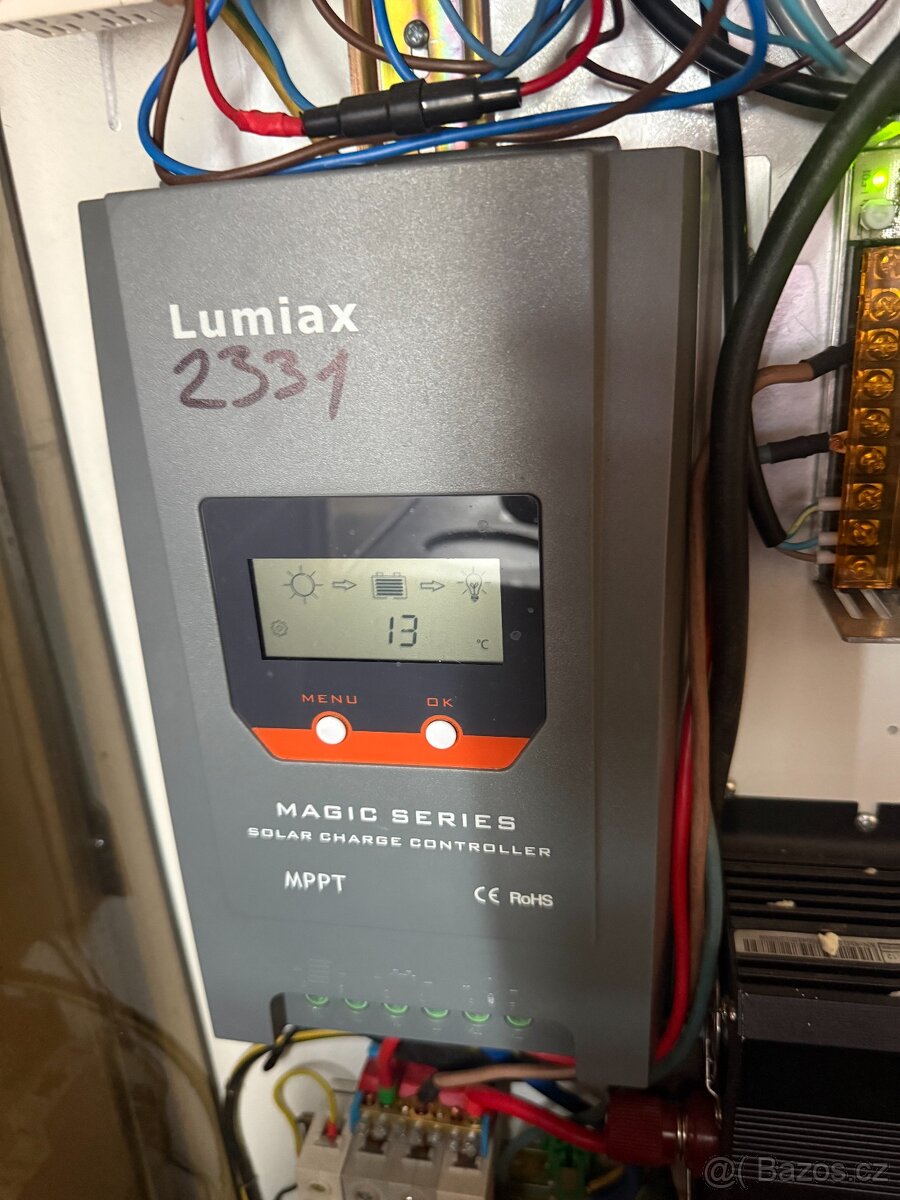 Lumiax
2331
13 °C
MENU OK
MAGIC SERIES
SOLAR CHARGE CONTROLLER
MPPT
CE RoHS
@( Bazos.cz